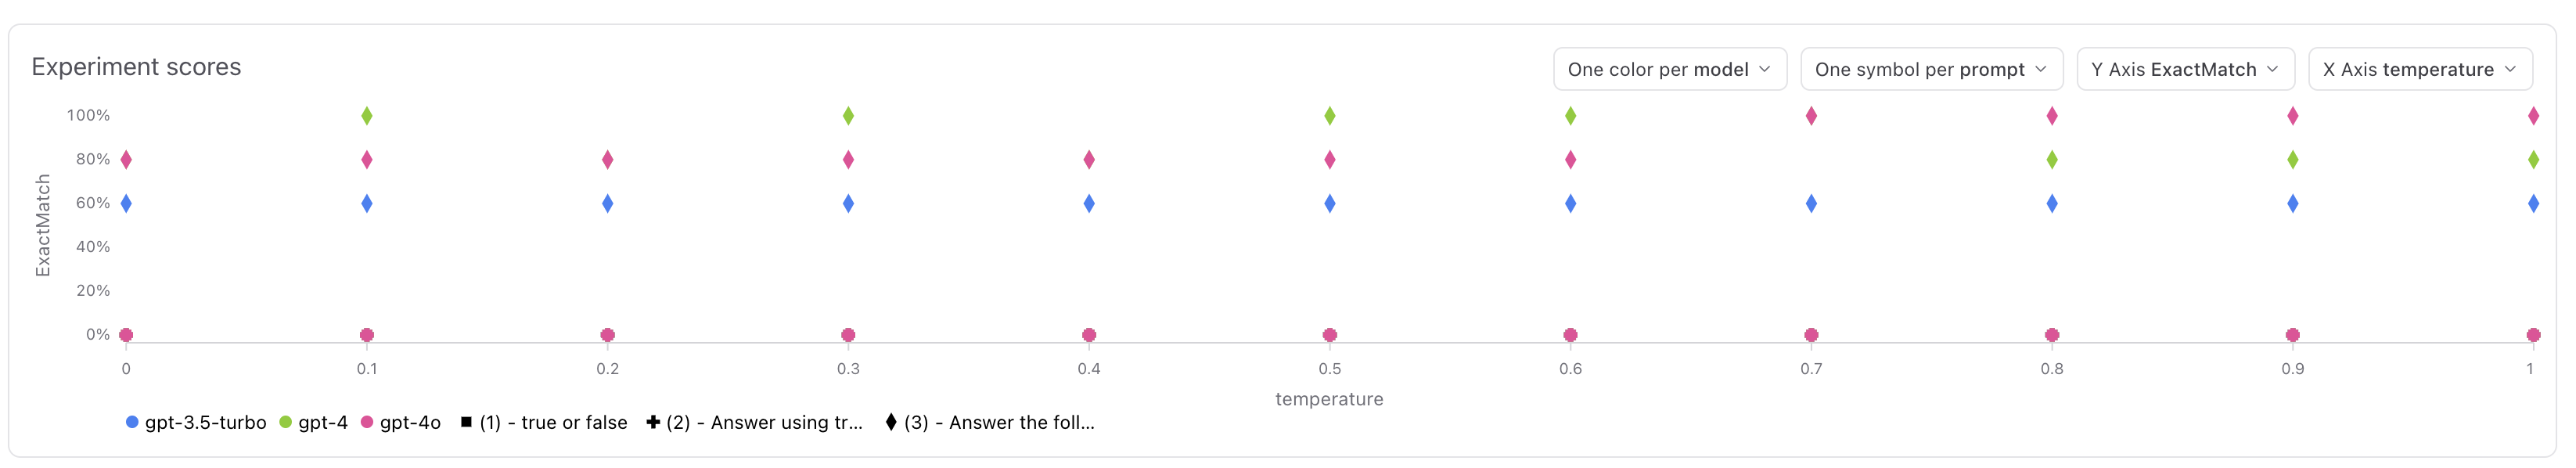 Experiment scores
One color per model
One symbol per prompt
Y Axis ExactMatch
X Axis temperature
ExactMatch
100%
80%
60%
40%
20%
0%
0 0.1 0.2 0.3 0.4 0.5 0.6 0.7 0.8 0.9 1
temperature
gpt-3.5-turbo gpt-4 gpt-4o (1) - true or false (2) - Answer using tr... (3) - Answer the foll...